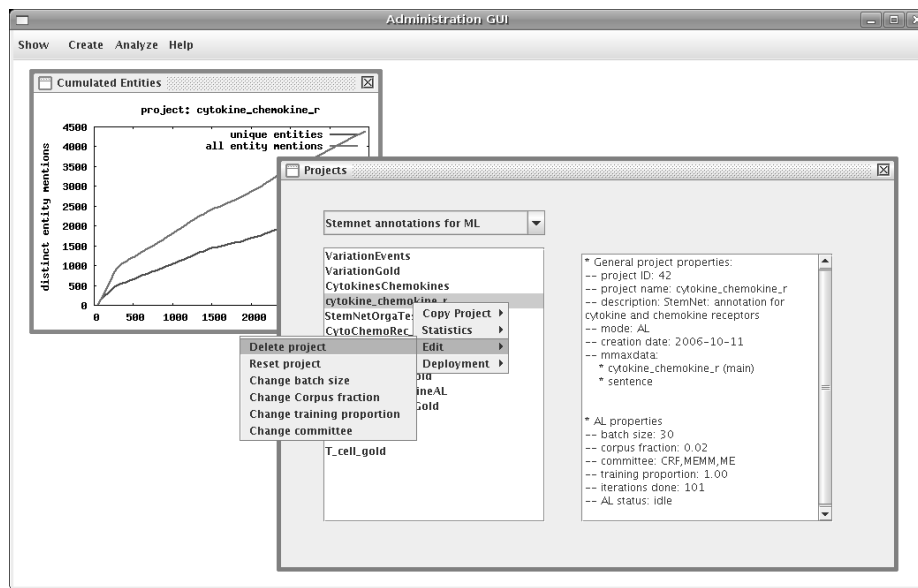 Administration GUI
Show Create Analyze Help
Cumulated Entities
project: cytokine_chemokine_r
unique entities
all entity mentions
distinct entity mentions
4500
4000
3500
3000
2500
2000
1500
1000
500
0
0 500 1000 1500 2000
Projects
Stemnet annotations for ML
VariationEvents
VariationGold
CytokinesChemokines
cytokine_chemokine_r
StemNetOrgaTes
CytoChemoRec_
T_cell_gold
Copy Project
Statistics
Edit
Deployment
Delete project
Reset project
Change batch size
Change Corpus fraction
Change training proportion
Change committee
* General project properties:
-- project ID: 42
-- project name: cytokine_chemokine_r
-- description: StemNet: annotation for
cytokine and chemokine receptors
-- mode: AL
-- creation date: 2006-10-11
-- mmaxdata:
* cytokine_chemokine_r (main)
* sentence
* AL properties
-- batch size: 30
-- corpus fraction: 0.02
-- committee: CRF,MEMM,ME
-- training proportion: 1.00
-- iterations done: 101
-- AL status: idle